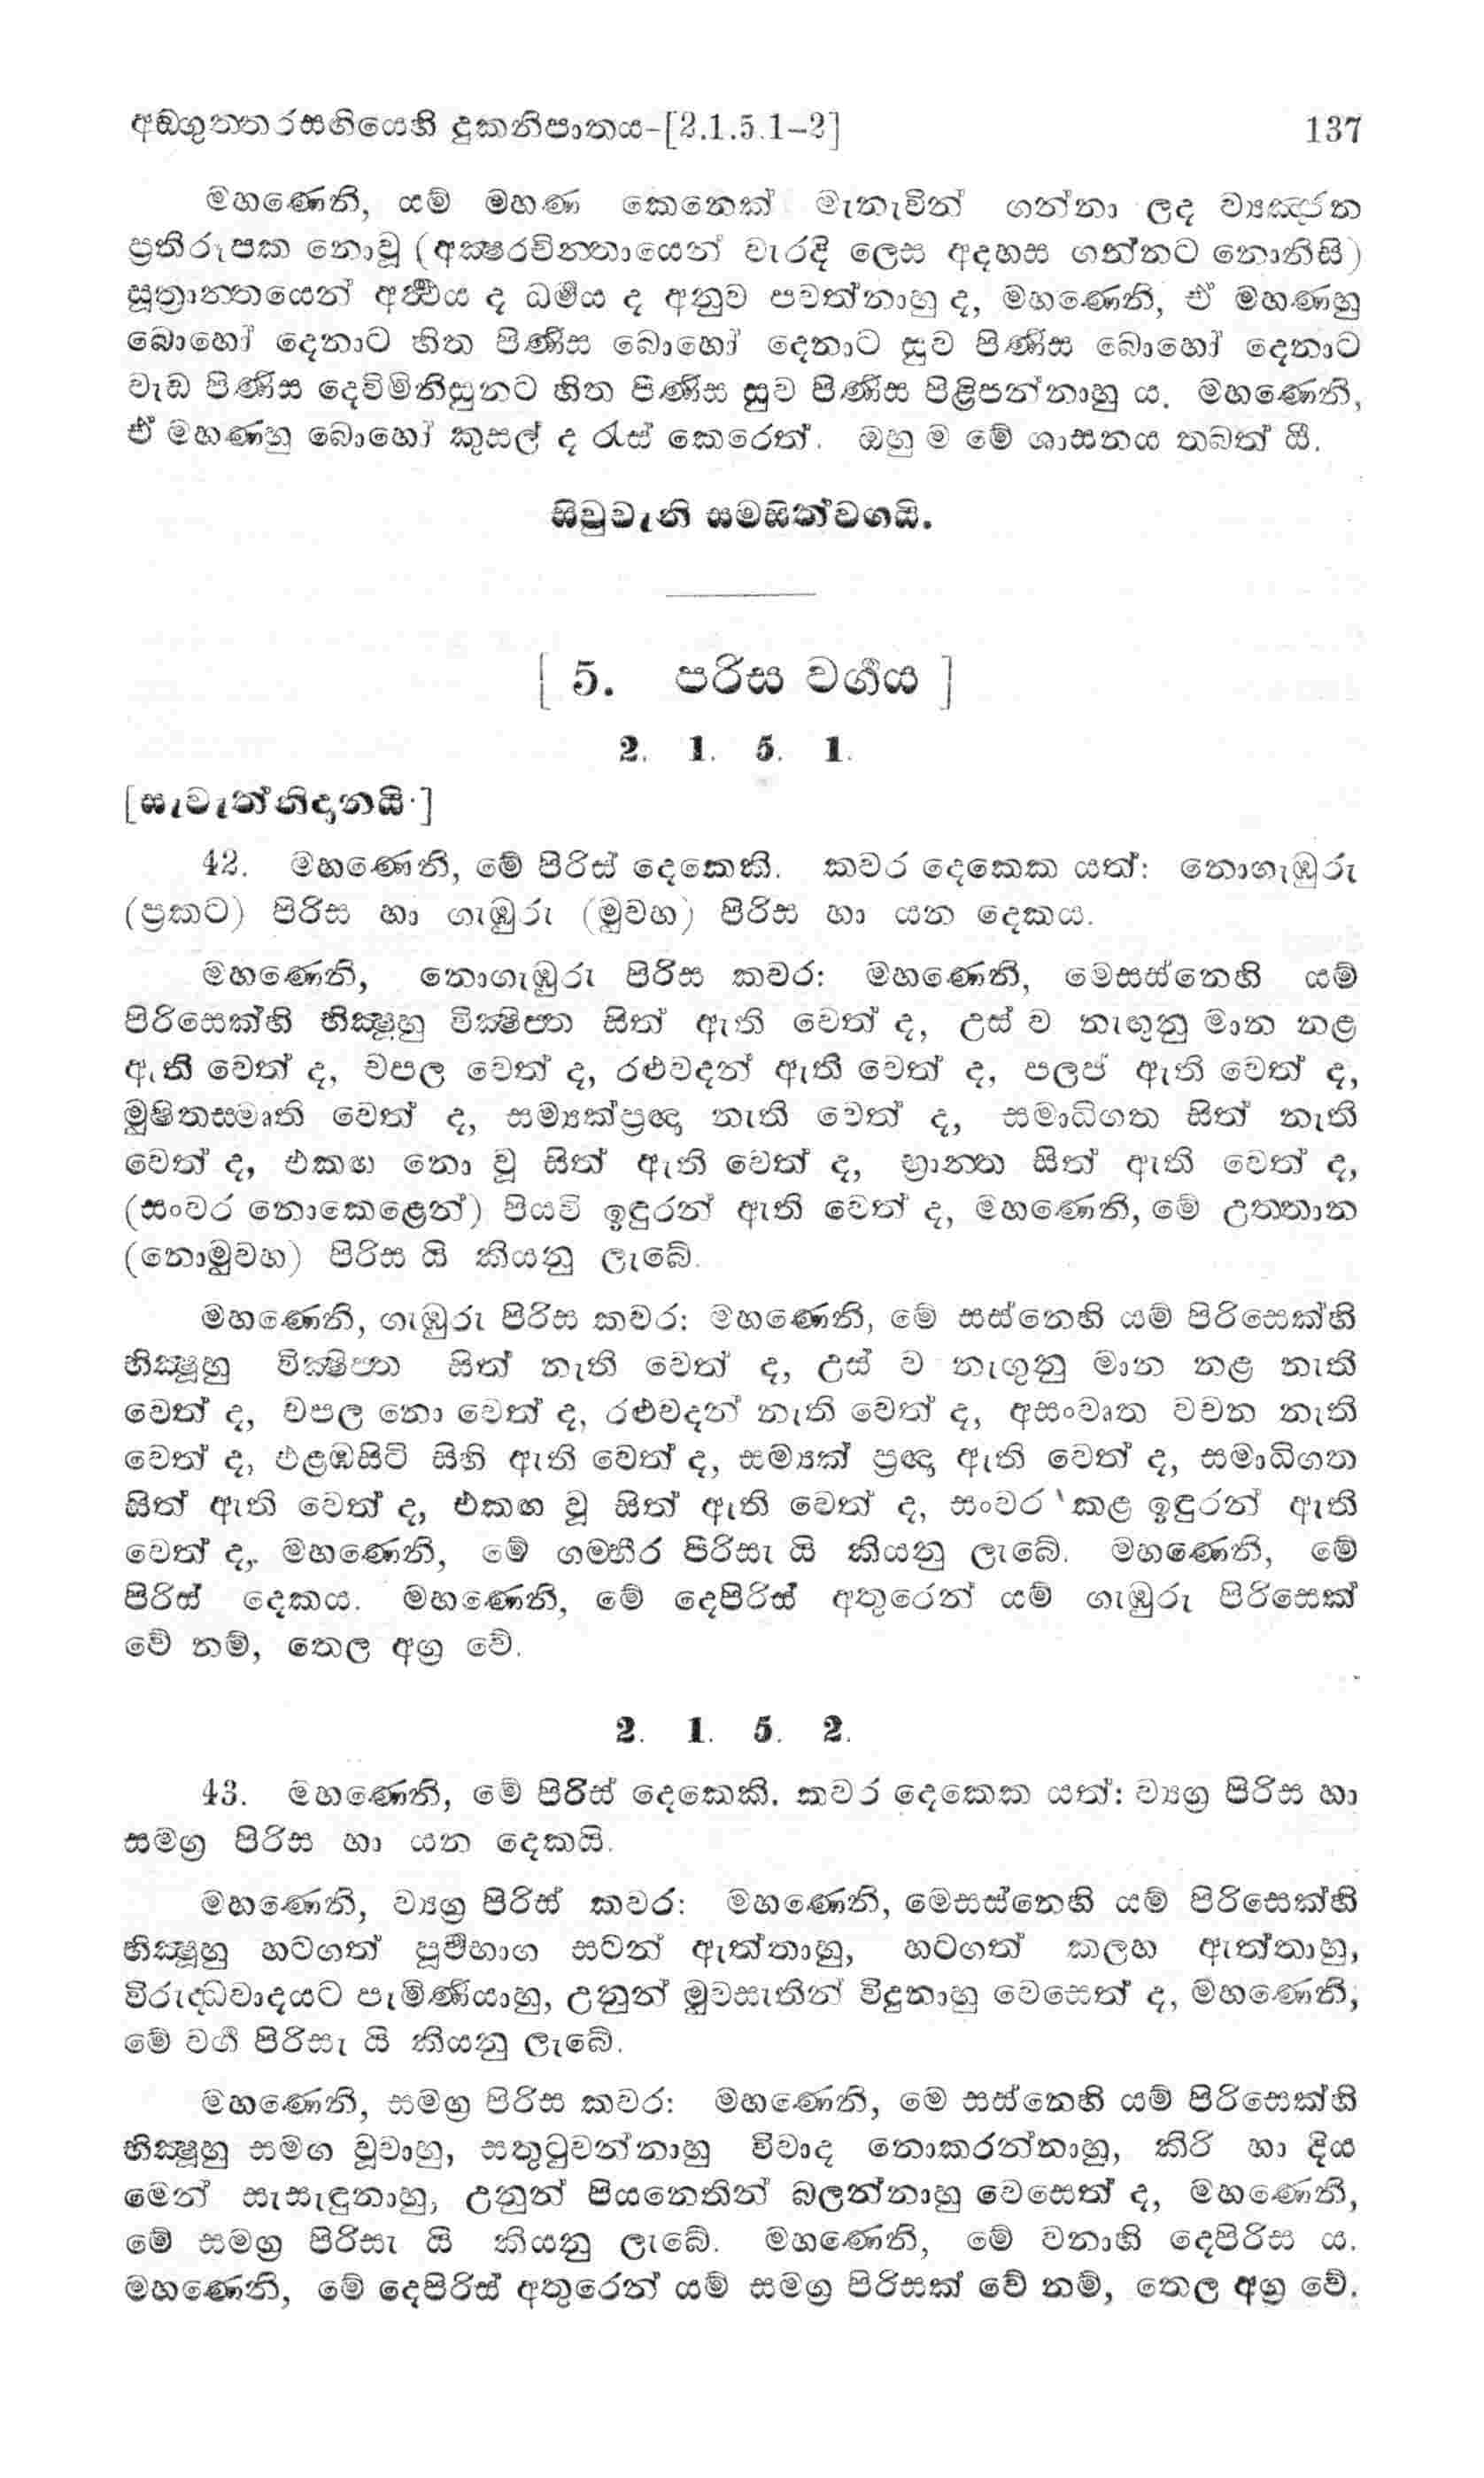 අඞ්ගුත්තරසඟියෙහි දුකනිපාතය-[2.1.5.1-2] 137
මහණෙනි, යම් මහණ කෙනෙක් මැනැවින් ගන්නා ලද ව්‍යඤ්ජන
ප්‍රතිරූපක නොවූ (අක්‍ෂරචින්තායෙන් වැරදි ලෙස අදහස ගන්නට නොනිසි)
සූත්‍රාන්තයෙන් අර්‍ථය ද ධර්‍මය ද අනුව පවත්නාහු ද, මහණෙනි, ඒ මහණහු
බොහෝ දෙනාට හිත පිණිස බොහෝ දෙනාට සුව පිණිස බොහෝ දෙනාට
වැඩ පිණිස දෙව්මිනිසුනට හිත පිණිස සුව පිණිස පිළිපන්නාහු ය. මහණෙනි,
ඒ මහණහු බොහෝ කුසල් ද රැස් කෙරෙත්. ඔහු ම මේ ශාසනය තබත් යී.
සිවුවැනි සමසිත්වගයි.
[ 5. පරිස වර්‍ගය ]
2. 1. 5. 1.
[සැවැත්නිදානයි.]
42. මහණෙනි, මේ පිරිස් දෙකෙකි. කවර දෙකෙක යත්: නොගැඹුරු
(ප්‍රකට) පිරිස හා ගැඹුරු (මුවහ) පිරිස හා යන දෙකය.
මහණෙනි, නොගැඹුරු පිරිස කවර: මහණෙනි, මෙසස්නෙහි යම්
පිරිසෙක්හි භික්‍ෂූහු වික්‍ෂිප්ත සිත් ඇති වෙත් ද, උස් ව නැඟුනු මාන නළ
ඇති වෙත් ද, චපල වෙත් ද, රළුවදන් ඇති වෙත් ද, පලප් ඇති වෙත් ද,
මුෂිතස්මෘති වෙත් ද, සම්‍යක්ප්‍රඥා නැති වෙත් ද, සමාධිගත සිත් නැති
වෙත් ද, එකඟ නො වූ සිත් ඇති වෙත් ද, භ්‍රාන්ත සිත් ඇති වෙත් ද,
(සංවර නොකෙළෙන්) පියවි ඉඳුරන් ඇති වෙත් ද, මහණෙනි, මේ උත්තාන
(නොමුවහ) පිරිස යි කියනු ලැබේ.
මහණෙනි, ගැඹුරු පිරිස කවර: මහණෙනි, මේ සස්නෙහි යම් පිරිසෙක්හි
භික්‍ෂූහු වික්‍ෂිප්ත සිත් නැති වෙත් ද, උස් ව නැගුනු මාන නළ නැති
වෙත් ද, චපල නො වෙත් ද, රළුවදන් නැති වෙත් ද, අසංවෘත වචන නැති
වෙත් ද, එළඹසිටි සිහි ඇති වෙත් ද, සම්‍යක් ප්‍රඥා ඇති වෙත් ද, සමාධිගත
සිත් ඇති වෙත් ද, එකඟ වූ සිත් ඇති වෙත් ද, සංවර කළ ඉඳුරන් ඇති
වෙත් ද, මහණෙනි, මේ ගම්භීර පිරිසැ යි කියනු ලැබේ. මහණෙනි, මේ
පිරිස් දෙකය. මහණෙනි, මේ දෙපිරිස් අතුරෙන් යම් ගැඹුරු පිරිසෙක්
වේ නම්, තෙල අග්‍ර වේ.
2. 1. 5. 2.
43. මහණෙනි, මේ පිරිස් දෙකෙකි. කවර දෙකෙක යත්: ව්‍යග්‍ර පිරිස හා
සමග්‍ර පිරිස හා යන දෙකයි.
මහණෙනි, ව්‍යග්‍ර පිරිස් කවර: මහණෙනි, මෙසස්නෙහි යම් පිරිසෙක්හි
භික්‍ෂූහු හටගත් පූර්‍වභාග සටන් ඇත්තාහු, හටගත් කලහ ඇත්තාහු,
විරුද්ධවාදයට පැමිණියාහු, උනුන් මුවසැතින් විදුනාහු වෙසෙත් ද, මහණෙනි,
මේ වර්‍ග පිරිසැ යි කියනු ලැබේ.
මහණෙනි, සමග්‍ර පිරිස කවර: මහණෙනි, මෙ සස්නෙහි යම් පිරිසෙක්හි
භික්‍ෂූහු සමග වූවාහු, සතුටුවන්නාහු විවාද නොකරන්නාහු, කිරි හා දිය
මෙන් සැසැඳුනාහු, උනුන් පියනෙතින් බලන්නාහු වෙසෙත් ද, මහණෙනි,
මේ සමග්‍ර පිරිසැ යි කියනු ලැබේ. මහණෙනි, මේ වනාහි දෙපිරිස ය.
මහණෙනි, මේ දෙපිරිස් අතුරෙන් යම් සමග්‍ර පිරිසක් වේ නම්, තෙල අග්‍ර වේ.